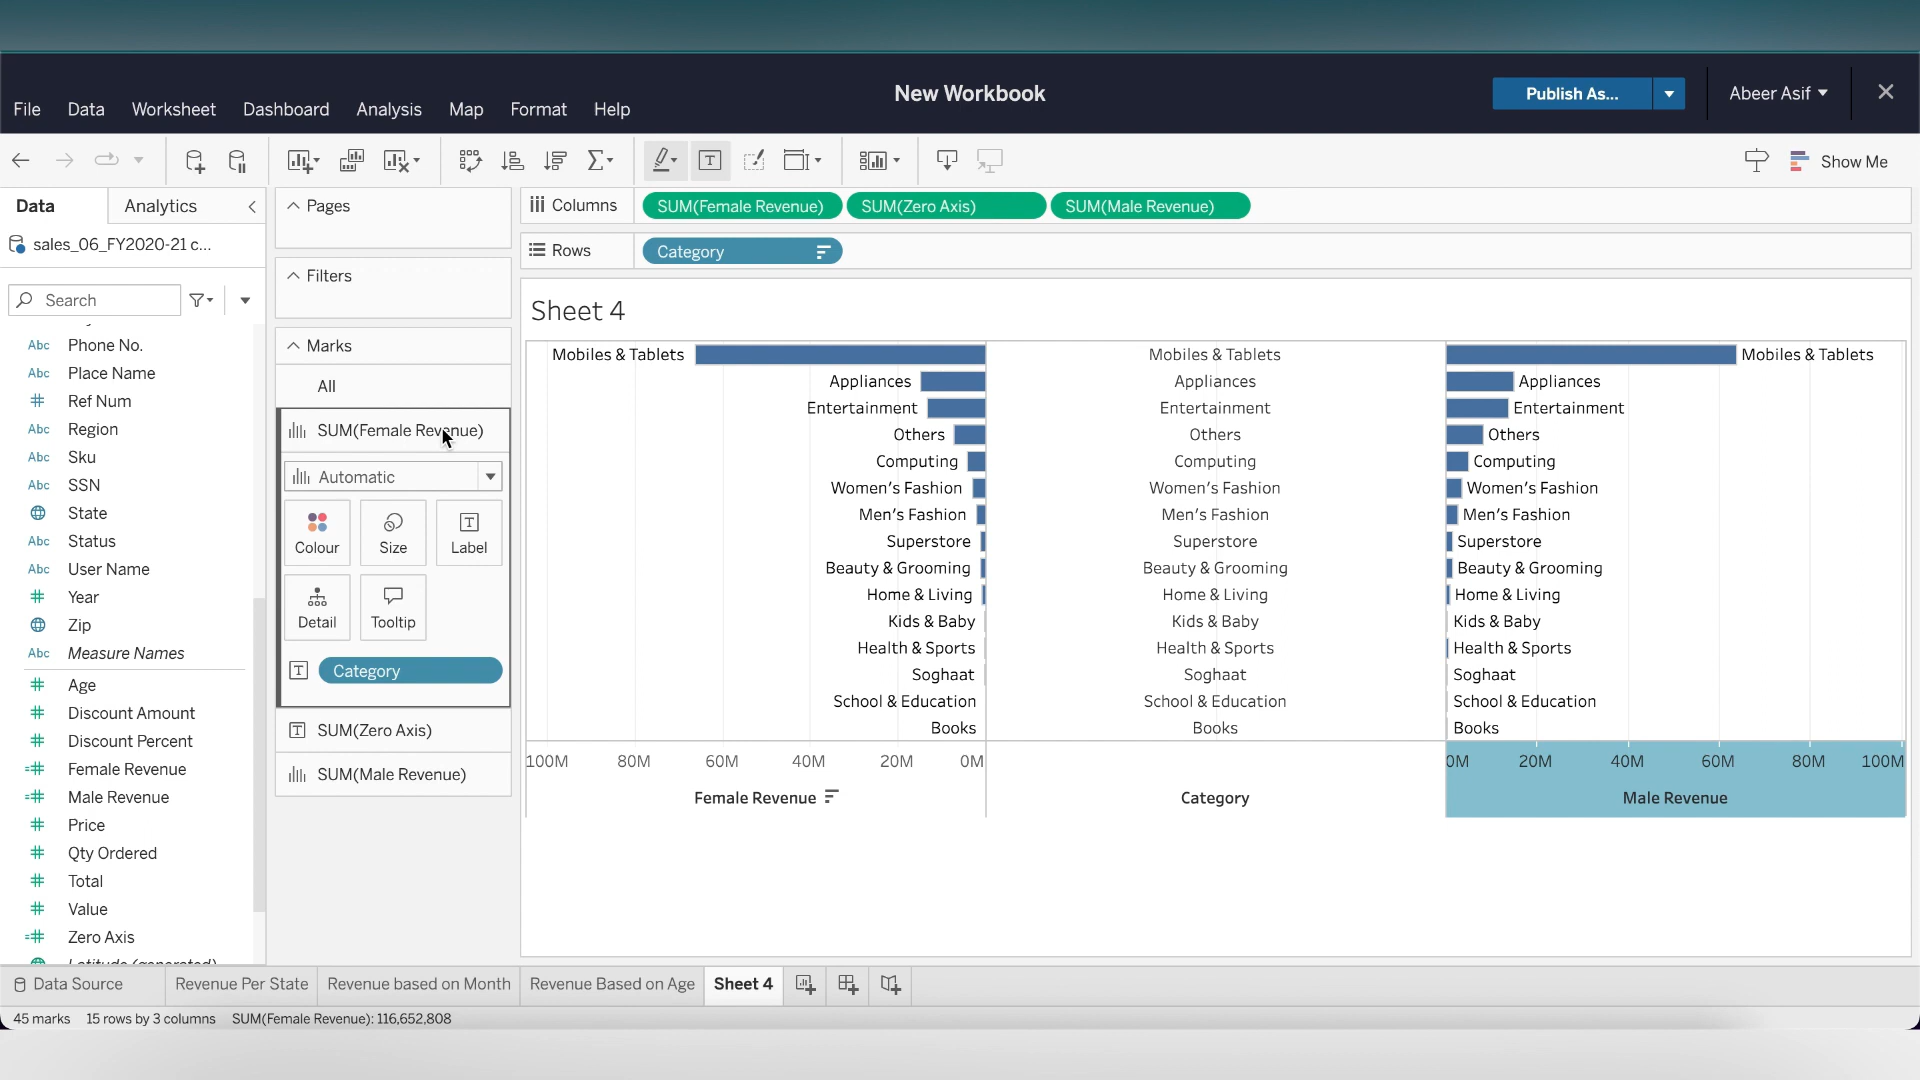 New Workbook
Publish As...
Abeer Asif
File Data Worksheet Dashboard Analysis Map Format Help
Show Me
Data Analytics
sales_06_FY2020-21 c...
Search
Phone No.
Place Name
Ref Num
Region
Sku
SSN
State
Status
User Name
Year
Zip
Measure Names
Age
Discount Amount
Discount Percent
Female Revenue
Male Revenue
Price
Qty Ordered
Total
Value
Zero Axis
Latitude (generated)
Abc
Abc
Abc
Abc
Abc
Abc
Abc
Abc
Pages
Filters
Marks
All
SUM(Female Revenue)
Automatic
Colour Size Label
Detail Tooltip
Category
SUM(Zero Axis)
SUM(Male Revenue)
Columns SUM(Female Revenue) SUM(Zero Axis) SUM(Male Revenue)
Rows Category
Sheet 4
Mobiles & Tablets Mobiles & Tablets Mobiles & Tablets
Appliances Appliances Appliances
Entertainment Entertainment Entertainment
Others Others Others
Computing Computing Computing
Women's Fashion Women's Fashion Women's Fashion
Men's Fashion Men's Fashion Men's Fashion
Superstore Superstore Superstore
Beauty & Grooming Beauty & Grooming Beauty & Grooming
Home & Living Home & Living Home & Living
Kids & Baby Kids & Baby Kids & Baby
Health & Sports Health & Sports Health & Sports
Soghaat Soghaat Soghaat
School & Education School & Education School & Education
Books Books Books
100M 80M 60M 40M 20M 0M 0M 20M 40M 60M 80M 100M
Female Revenue Category Male Revenue
Data Source Revenue Per State Revenue based on Month Revenue Based on Age Sheet 4
45 marks 15 rows by 3 columns SUM(Female Revenue): 116,652,808